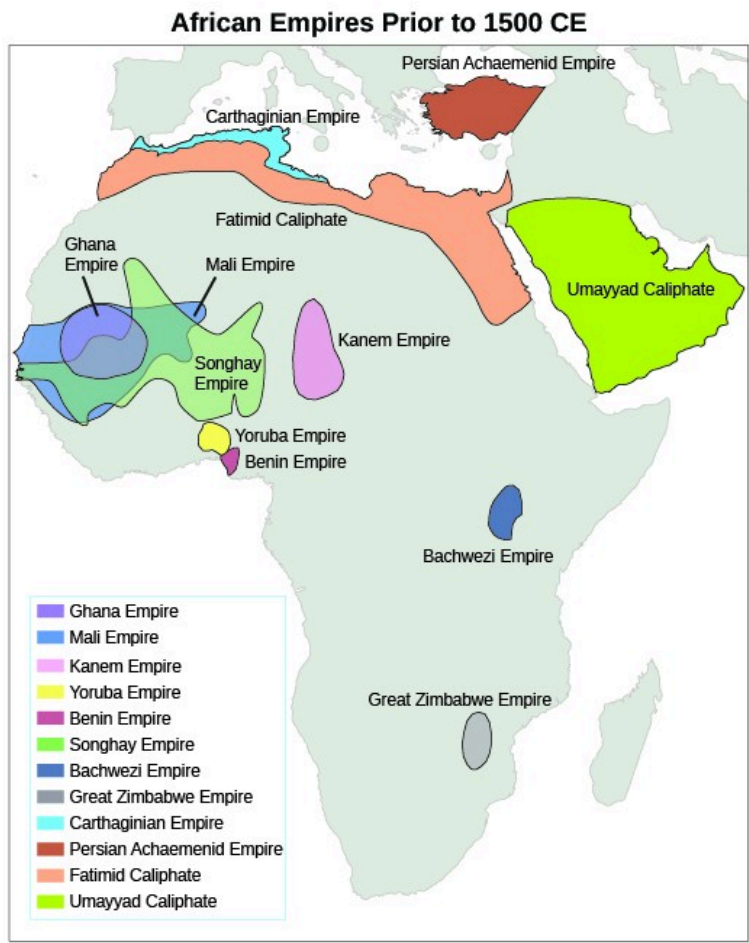 African Empires Prior to 1500 CE
Persian Achaemenid Empire
Carthaginian Empire
Fatimid Caliphate
Ghana
Empire
Mali Empire
Umayyad Caliphate
Kanem Empire
Songhay
Empire
Yoruba Empire
Benin Empire
Bachwezi Empire
Great Zimbabwe Empire
Ghana Empire
Mali Empire
Kanem Empire
Yoruba Empire
Benin Empire
Songhay Empire
Bachwezi Empire
Great Zimbabwe Empire
Carthaginian Empire
Persian Achaemenid Empire
Fatimid Caliphate
Umayyad Caliphate